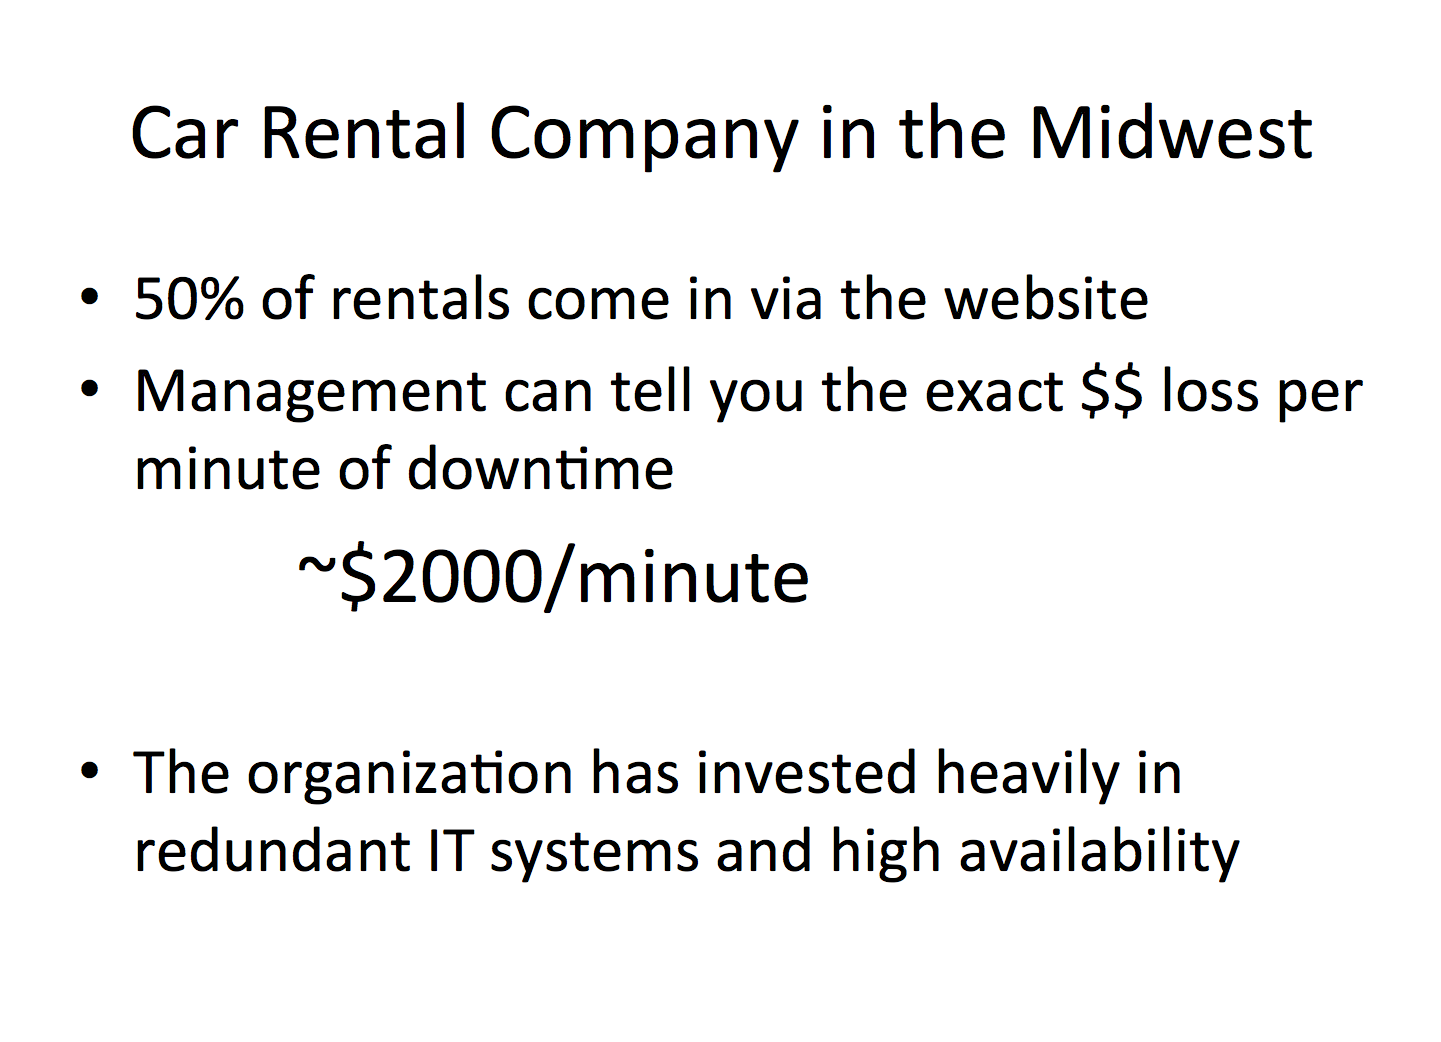 Car Rental Company in the Midwest
• 50% of rentals come in via the website
• Management can tell you the exact $$ loss per
minute of downtime
~$2000/minute
• The organization has invested heavily in
redundant IT systems and high availability